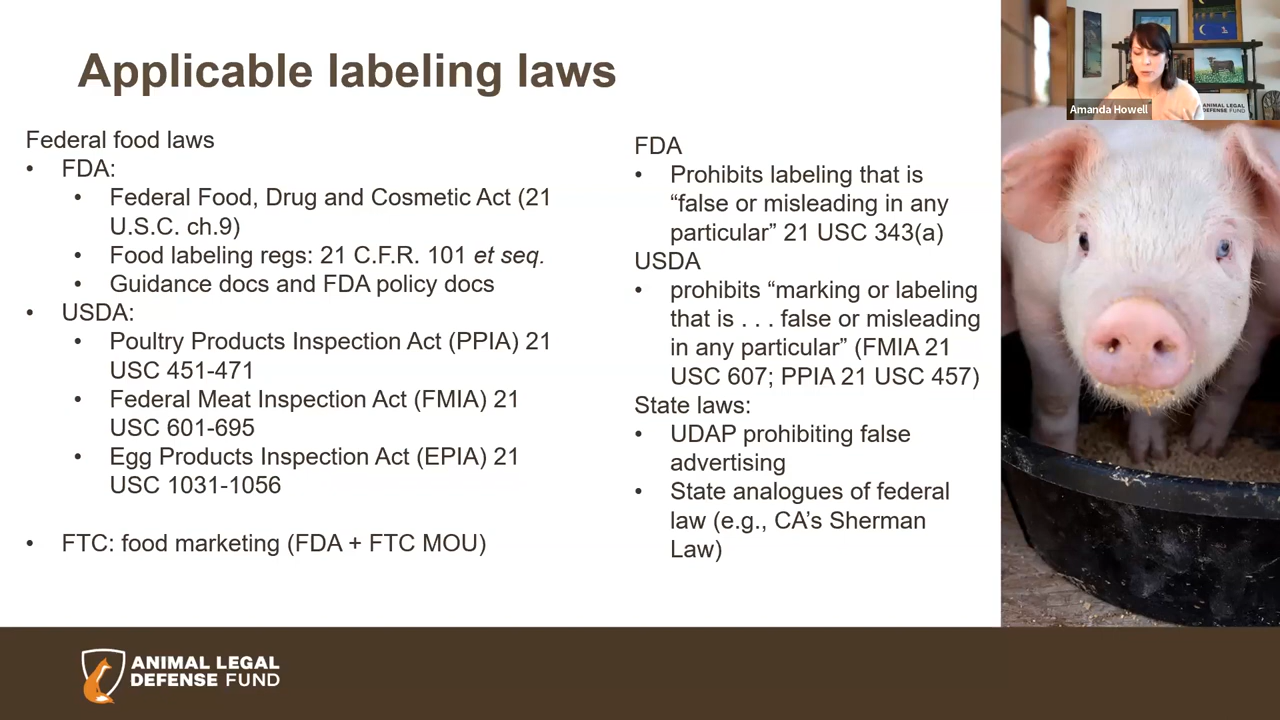 Applicable labeling laws
Federal food laws
• FDA:
• Federal Food, Drug and Cosmetic Act (21
U.S.C. ch.9)
• Food labeling regs: 21 C.F.R. 101 et seq.
• Guidance docs and FDA policy docs
• USDA:
• Poultry Products Inspection Act (PPIA) 21
USC 451-471
• Federal Meat Inspection Act (FMIA) 21
USC 601-695
• Egg Products Inspection Act (EPIA) 21
USC 1031-1056
• FTC: food marketing (FDA + FTC MOU)
FDA
• Prohibits labeling that is
“false or misleading in any
particular” 21 USC 343(a)
USDA
• prohibits “marking or labeling
that is . . . false or misleading
in any particular” (FMIA 21
USC 607; PPIA 21 USC 457)
State laws:
• UDAP prohibiting false
advertising
• State analogues of federal
law (e.g., CA’s Sherman
Law)
Amanda Howell
ANIMAL LEGAL
DEFENSE FUND
ANIMAL LEGAL
DEFENSE FUND